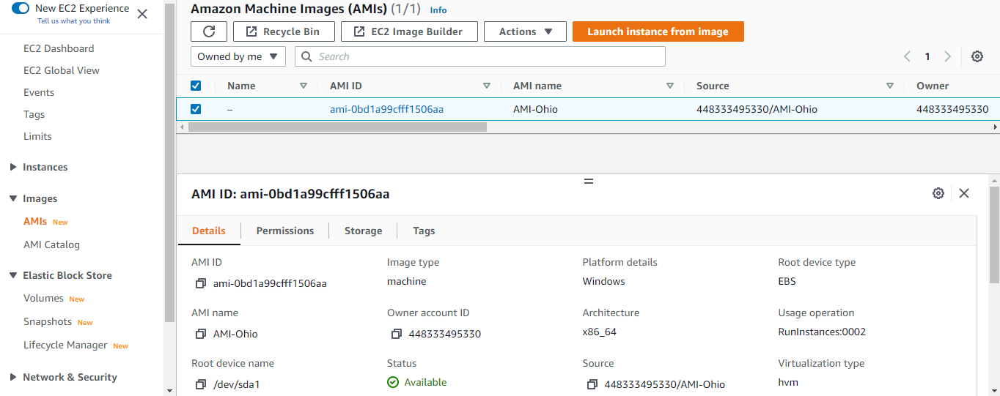 New EC2 Experience
Tell us what you think
EC2 Dashboard
EC2 Global View
Events
Tags
Limits
Instances
Images
AMIs New
AMI Catalog
Elastic Block Store
Volumes New
Snapshots New
Lifecycle Manager New
Network & Security
Amazon Machine Images (AMIs) (1/1) Info
Recycle Bin EC2 Image Builder Actions Launch instance from image
Owned by me Search 1
Name AMI ID AMI name Source Owner
– ami-0bd1a99cfff1506aa AMI-Ohio 448333495330/AMI-Ohio 448333495330
AMI ID: ami-0bd1a99cfff1506aa
Details Permissions Storage Tags
AMI ID Image type Platform details Root device type
ami-0bd1a99cfff1506aa machine Windows EBS
AMI name Owner account ID Architecture Usage operation
AMI-Ohio 448333495330 x86_64 RunInstances:0002
Root device name Status Source Virtualization type
/dev/sda1 Available 448333495330/AMI-Ohio hvm